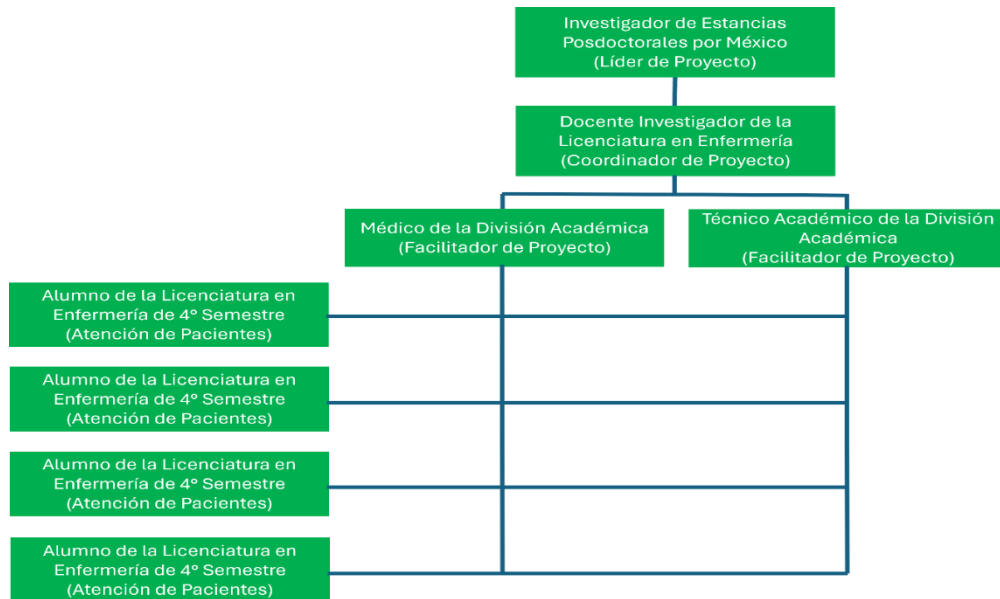 Investigador de Estancias
Posdoctorales por México
(Líder de Proyecto)
Docente Investigador de la
Licenciatura en Enfermería
(Coordinador de Proyecto)
Médico de la División Académica
(Facilitador de Proyecto)
Técnico Académico de la División
Académica
(Facilitador de Proyecto)
Alumno de la Licenciatura en
Enfermería de 4° Semestre
(Atención de Pacientes)
Alumno de la Licenciatura en
Enfermería de 4° Semestre
(Atención de Pacientes)
Alumno de la Licenciatura en
Enfermería de 4° Semestre
(Atención de Pacientes)
Alumno de la Licenciatura en
Enfermería de 4° Semestre
(Atención de Pacientes)